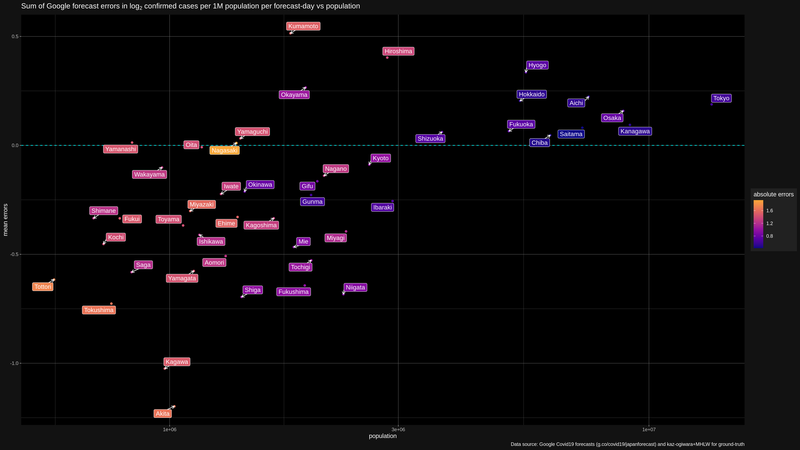 Sum of Google forecast errors in log₂ confirmed cases per 1M population per forecast-day vs population
0.5
0.0
-0.5
-1.0
mean errors
Kumamoto
Hiroshima
Hyogo
Okayama
Hokkaido
Aichi
Tokyo
Osaka
Fukuoka
Kanagawa
Saitama
Yamaguchi
Shizuoka
Chiba
Yamanashi
Oita
Nagasaki
Kyoto
Wakayama
Nagano
Iwate
Okinawa
Gifu
Gunma
Miyazaki
Ibaraki
Shimane
Fukui
Toyama
Ehime
Kagoshima
Kochi
Ishikawa
Mie
Miyagi
Saga
Aomori
Tochigi
Yamagata
Tottori
Shiga
Fukushima
Niigata
Tokushima
Kagawa
Akita
absolute errors
1.6
1.2
0.8
1e+06
3e+06
1e+07
population
Data source: Google Covid19 forecasts (g.co/covid19/japanforecast) and kaz-ogiwara+MHLW for ground-truth